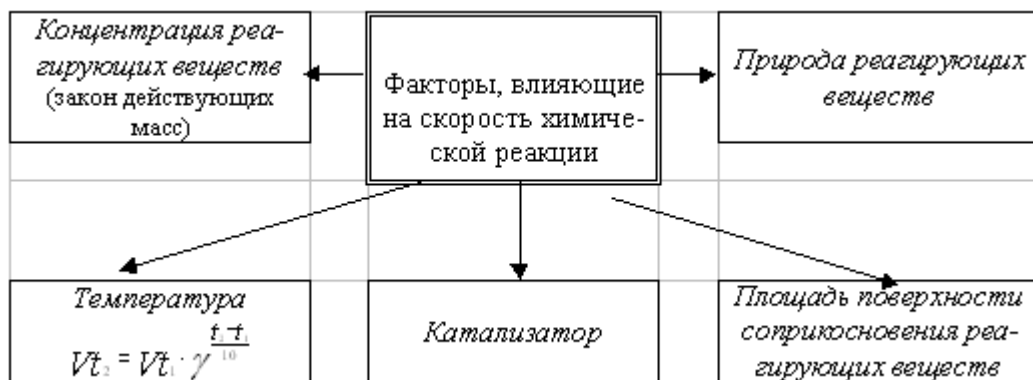 Концентрация реа-
гирующих веществ
(закон действующих
масс)
Факторы, влияющие
на скорость химиче-
ской реакции
Природа реагирующих
веществ
Температура
Vt₂ = Vt₁ · γ^((t₂-t₁)/10)
Катализатор
Площадь поверхности
соприкосновения реа-
гирующих веществ